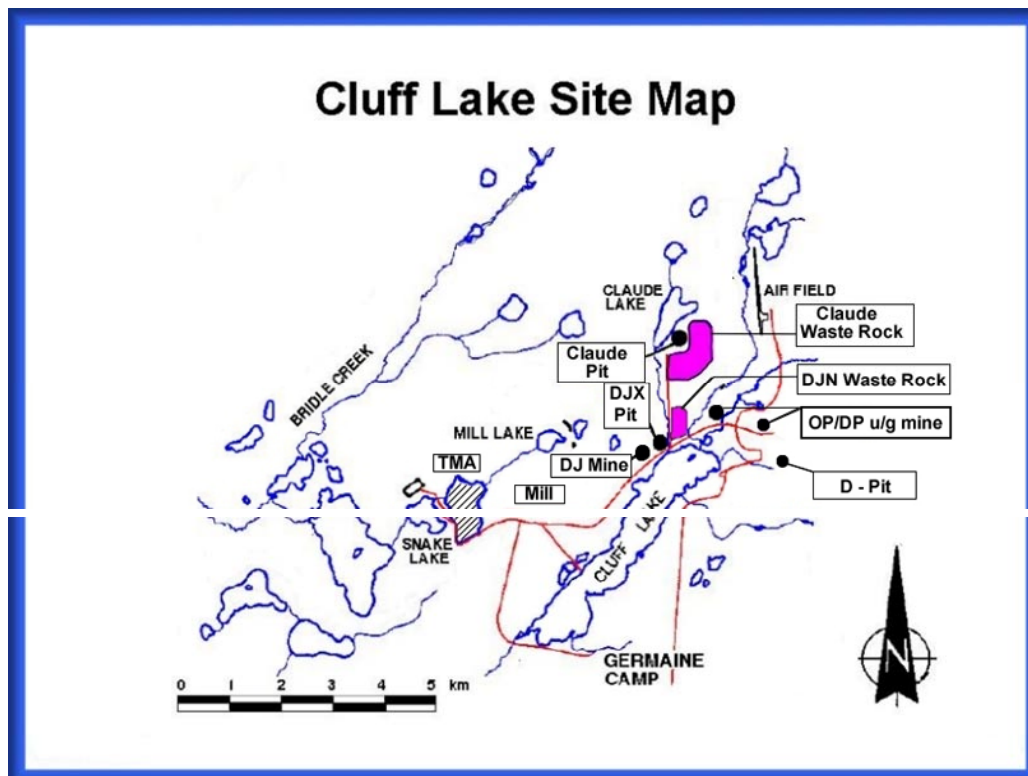 Cluff Lake Site Map
CLAUDE
LAKE
AIR FIELD
Claude
Waste Rock
Claude
Pit
BRIDLE CREEK
DJN Waste Rock
DJX
Pit
OP/DP u/g mine
MILL LAKE
TMA
DJ Mine
Mill
D - Pit
SNAKE
LAKE
CLUFF LAKE
GERMAINE
CAMP
N
0 1 2 3 4 5 km